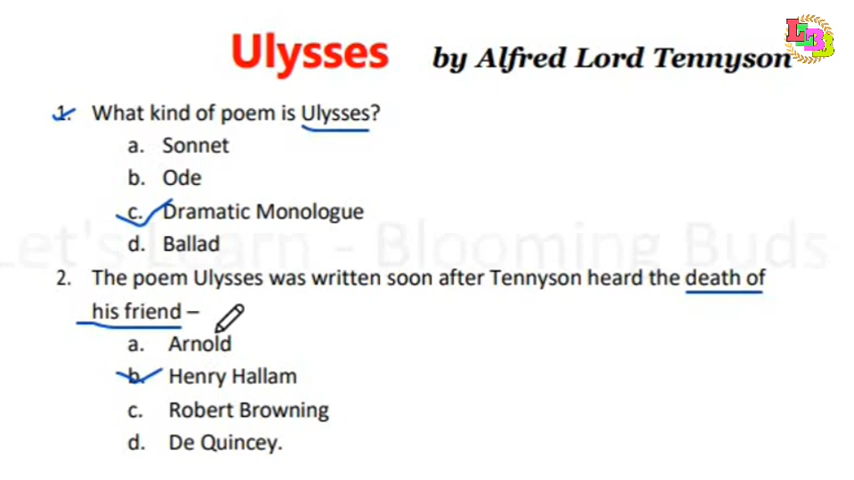 LLBB
Ulysses by Alfred Lord Tennyson
1. What kind of poem is Ulysses?
a. Sonnet
b. Ode
c. Dramatic Monologue
d. Ballad
Let's Learn - Blooming Buds
2. The poem Ulysses was written soon after Tennyson heard the death of
his friend –
a. Arnold
b. Henry Hallam
c. Robert Browning
d. De Quincey.